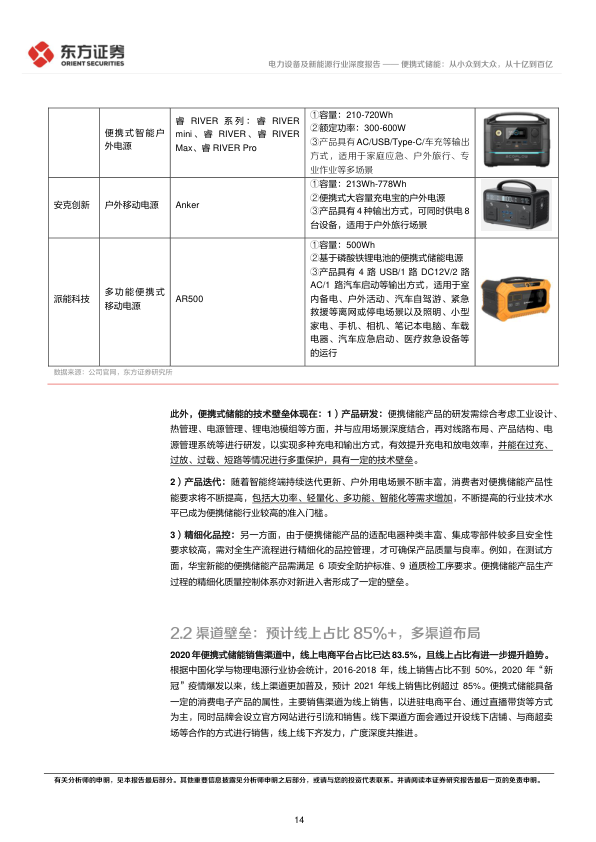 东方证券
ORIENT SECURITIES
电力设备及新能源行业深度报告 —— 便携式储能：从小众到大众，从十亿到百亿
便携式智能户
外电源
睿 RIVER 系列：睿 RIVER
mini、睿 RIVER、睿 RIVER
Max、睿 RIVER Pro
①容量：210-720Wh
②额定功率：300-600W
③产品具有AC/USB/Type-C/车充等输出
方式，适用于家庭应急、户外旅行、专
业作业等多场景
安克创新
户外移动电源
Anker
①容量：213Wh-778Wh
②便携式大容量充电宝的户外电源
③产品具有 4 种输出方式，可同时供电 8
台设备，适用于户外旅行场景
派能科技
多功能便携式
移动电源
AR500
①容量：500Wh
②基于磷酸铁锂电池的便携式储能电源
③产品具有 4 路 USB/1 路 DC12V/2 路
AC/1 路汽车启动等输出方式，适用于室
内备电、户外活动、汽车自驾游、紧急
救援等离网或停电场景以及照明、小型
家电、手机、相机、笔记本电脑、车载
电器、汽车应急启动、医疗救急设备等
的运行
数据来源：公司官网、东方证券研究所
此外，便携式储能的技术壁垒体现在：1）产品研发：便携储能产品的研发需综合考虑工业设计、
热管理、电源管理、锂电池模组等方面，并与应用场景深度结合，再对线路布局、产品结构、电
源管理系统等进行研发，以实现多种充电和输出方式，有效提升充电和放电效率，并能在过充、
过放、过载、短路等情况进行多重保护，具有一定的技术壁垒。
2）产品迭代：随着智能终端持续迭代更新、户外用电场景不断丰富，消费者对便携储能产品性
能要求将不断提高，包括大功率、轻量化、多功能、智能化等需求增加，不断提高的行业技术水
平已成为便携储能行业较高的准入门槛。
3）精细化品控：另一方面，由于便携储能产品的适配电器种类丰富、集成零部件较多且安全性
要求较高，需对全生产流程进行精细化的品控管理，才可确保产品质量与良率。例如，在测试方
面，华宝新能的便携储能产品需满足 6 项安全防护标准、9 道质检工序要求。便携储能产品生产
过程的精细化质量控制体系亦对新进入者形成了一定的壁垒。
2.2 渠道壁垒：预计线上占比 85%+，多渠道布局
2020年便携式储能销售渠道中，线上电商平台占比已达83.5%，且线上占比有进一步提升趋势。
根据中国化学与物理电源行业协会统计，2016-2018 年，线上销售占比不到 50%，2020 年“新
冠”疫情爆发以来，线上渠道更加普及，预计 2021 年线上销售比例超过 85%。便携式储能具备
一定的消费电子产品的属性，主要销售渠道为线上销售，以进驻电商平台、通过直播带货等方式
为主，同时品牌会设立官方网站进行引流和销售。线下渠道方面会通过开设线下店铺、与商超卖
场等合作的方式进行销售，线上线下齐发力，广度深度共推进。
有关分析师的申明，见本报告最后部分。其他重要信息披露见分析师申明之后部分，或请与您的投资代表联系。并请阅读本证券研究报告最后一页的免责申明。
14